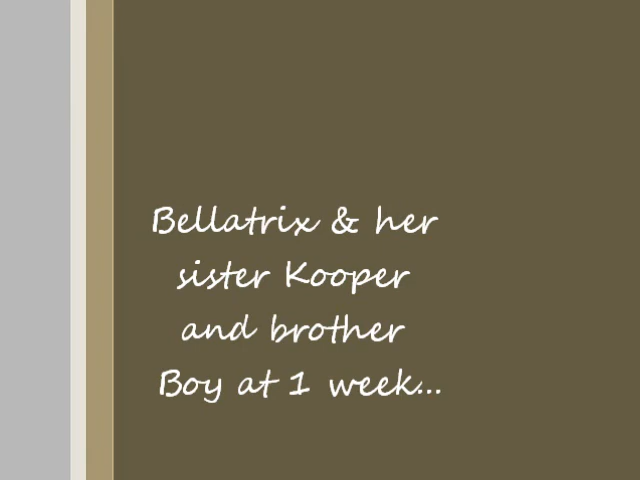 Bellatrix & her
sister Kooper
and brother
Boy at 1 week...